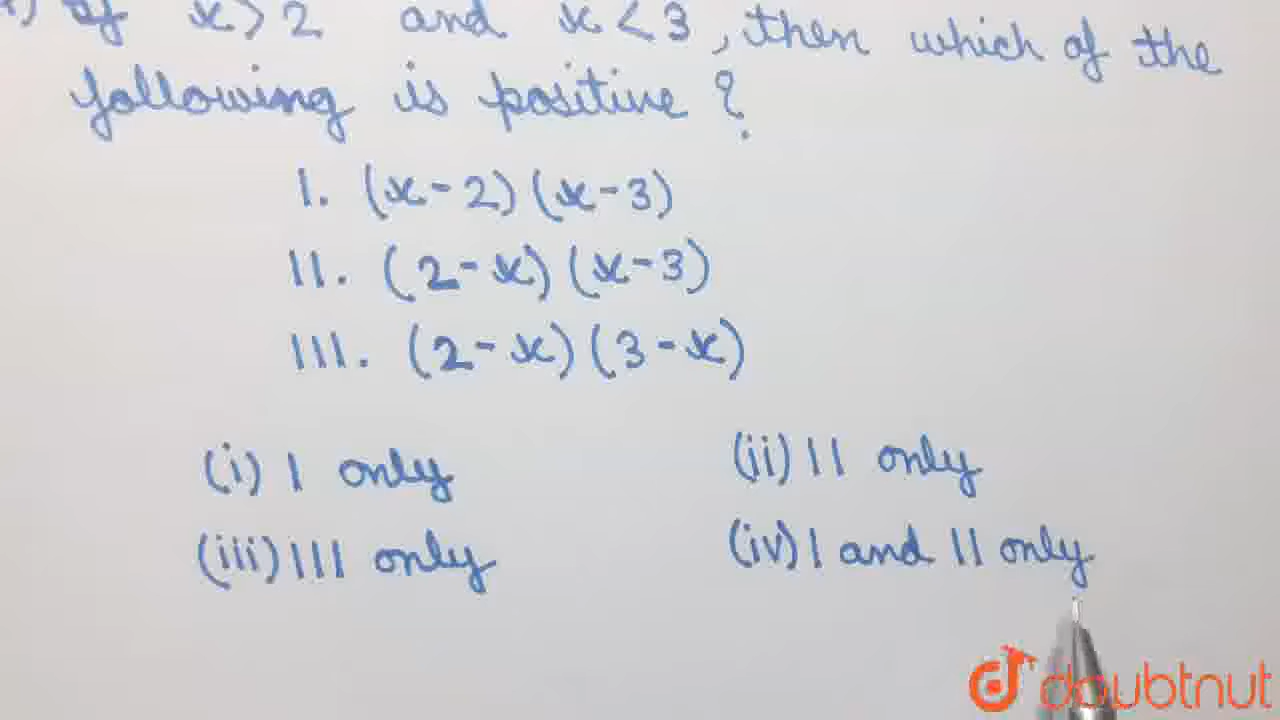 If x > 2 and x < 3, then which of the
following is positive?
I. (x-2)(x-3)
II. (2-x)(x-3)
III. (2-x)(3-x)
(i) I only (ii) II only
(iii) III only (iv) I and II only
doubtnut